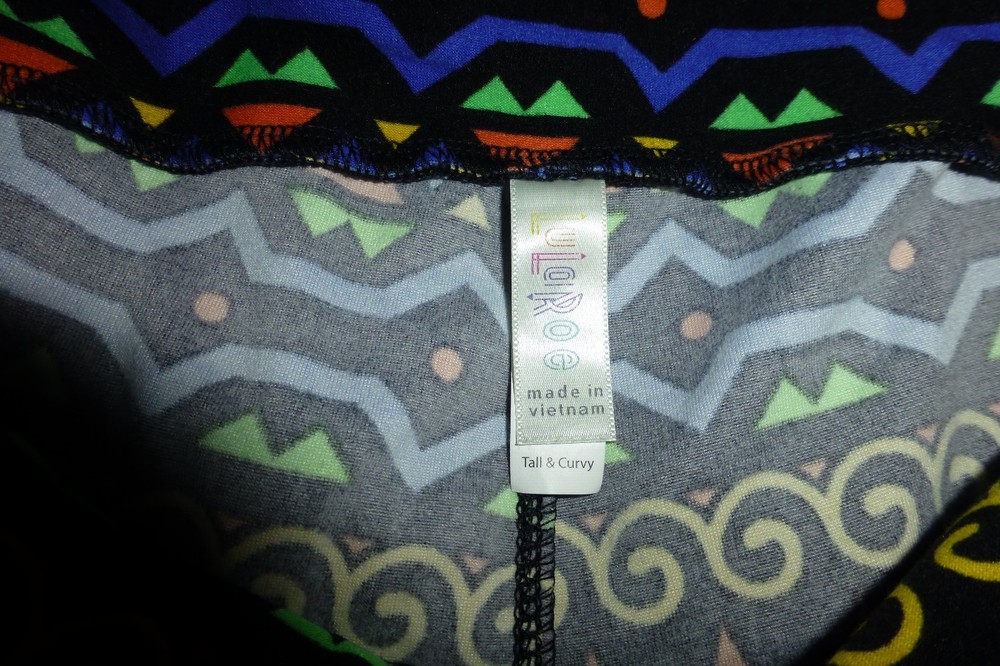 LuLaRoe
made in
vietnam
Tall & Curvy